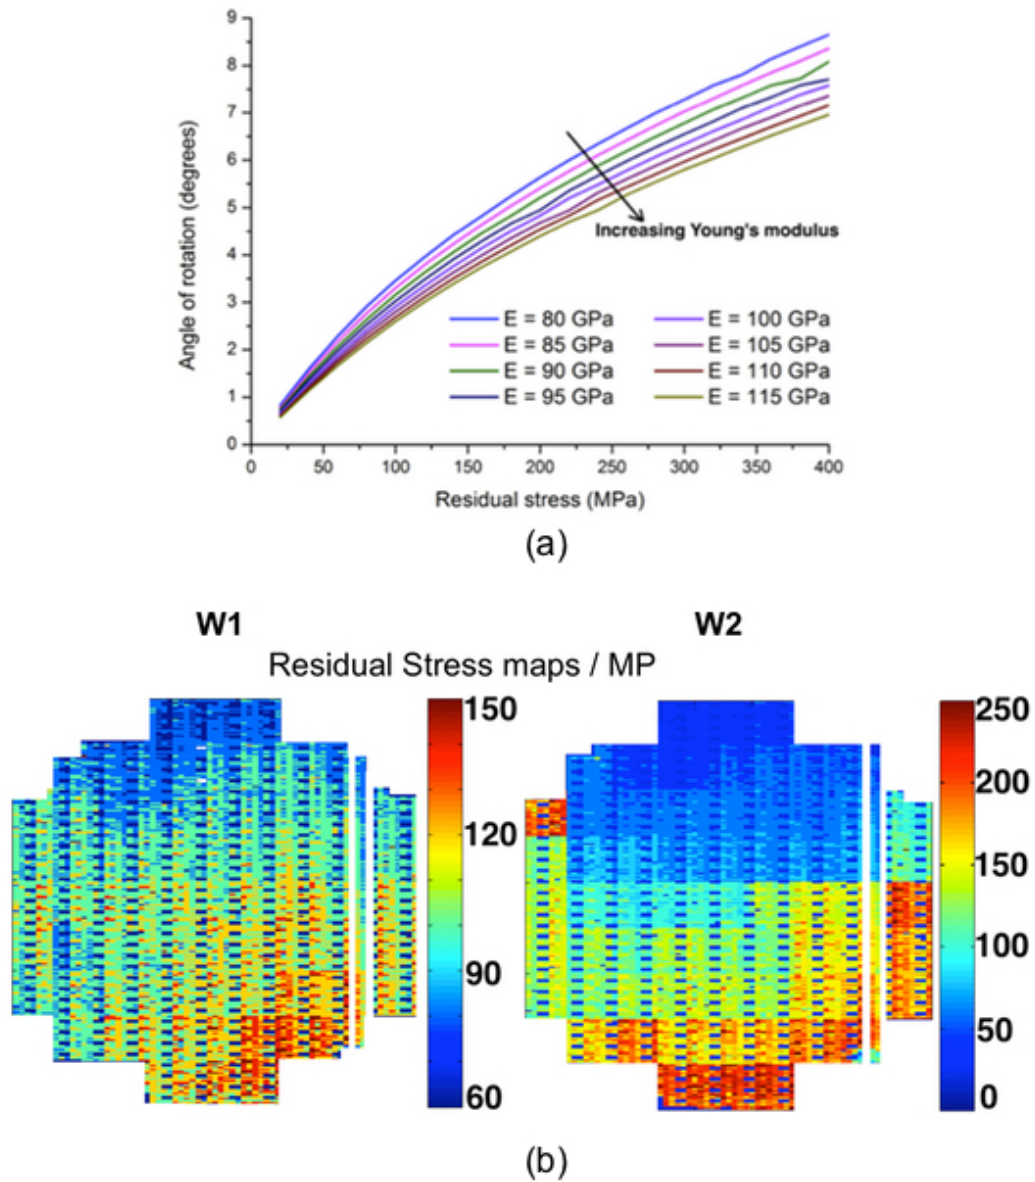 9
8
7
6
5
4
3
2
1
0
Angle of rotation (degrees)
Increasing Young's modulus
E = 80 GPa E = 100 GPa
E = 85 GPa E = 105 GPa
E = 90 GPa E = 110 GPa
E = 95 GPa E = 115 GPa
0 50 100 150 200 250 300 350 400
Residual stress (MPa)
(a)
W1 W2
Residual Stress maps / MP
150
120
90
60
250
200
150
100
50
0
(b)